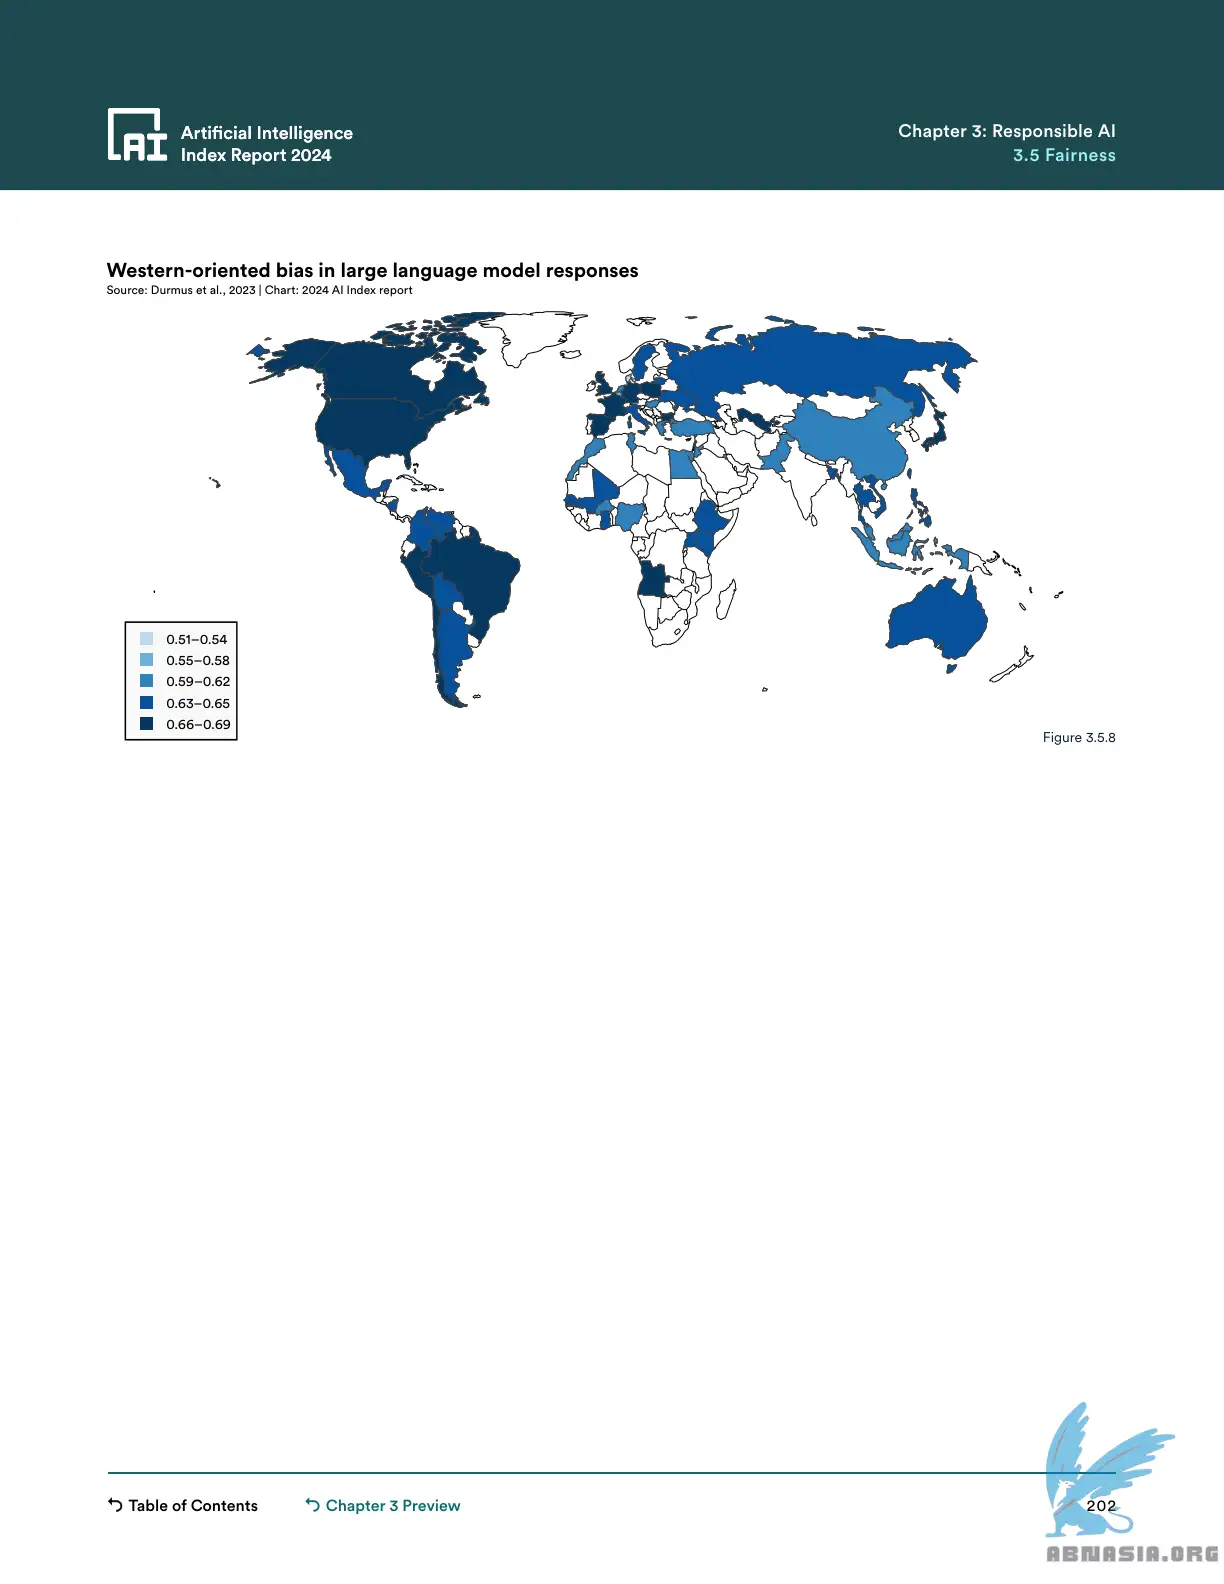 AI
Artificial Intelligence
Index Report 2024
Chapter 3: Responsible AI
3.5 Fairness
Western-oriented bias in large language model responses
Source: Durmus et al., 2023 | Chart: 2024 AI Index report
0.51–0.54
0.55–0.58
0.59–0.62
0.63–0.65
0.66–0.69
Figure 3.5.8
Table of Contents
Chapter 3 Preview
202
ABNASIA.ORG